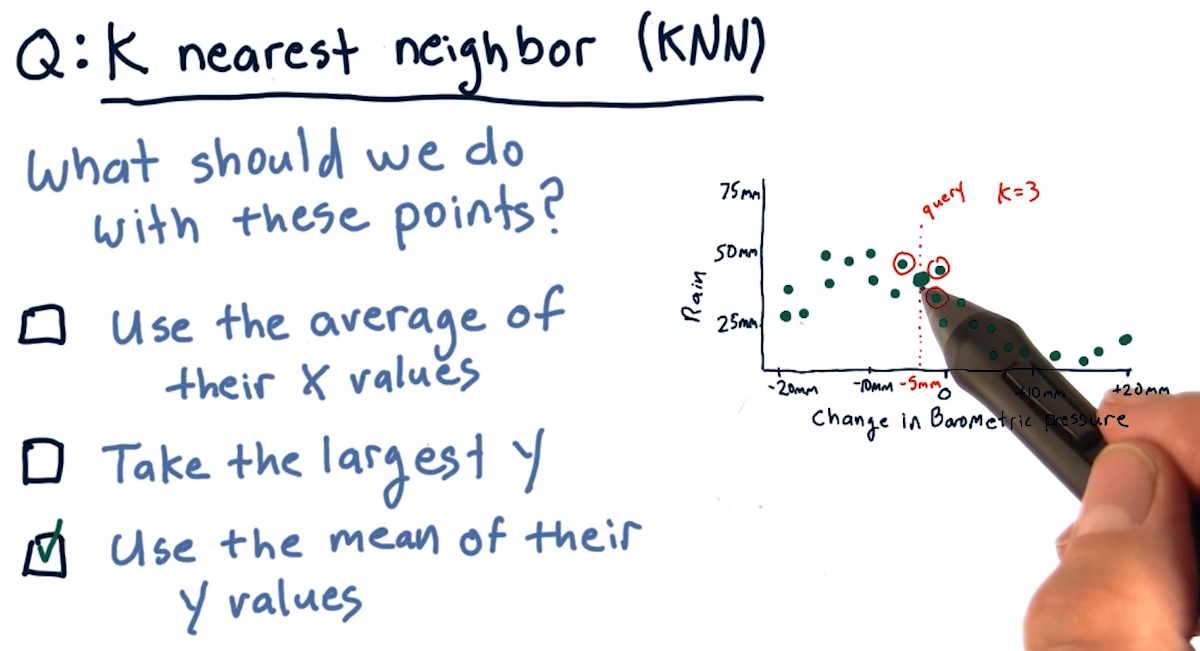 Q: K nearest neighbor (KNN)
What should we do
with these points?
Use the average of
their X values
Take the largest Y
Use the mean of their
Y values
query K=3
75mm
50mm
25mm
Rain
-20mm -10mm -5mm 0 +10mm +20mm
Change in Barometric pressure